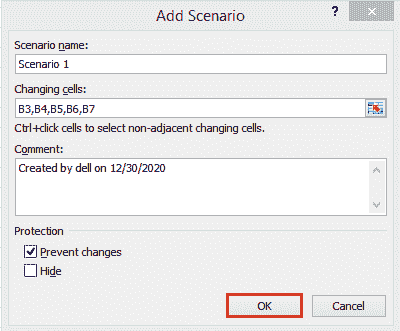 Add Scenario
?
Scenario name:
Scenario 1
Changing cells:
B3,B4,B5,B6,B7
Ctrl+click cells to select non-adjacent changing cells.
Comment:
Created by dell on 12/30/2020
Protection
Prevent changes
Hide
OK Cancel